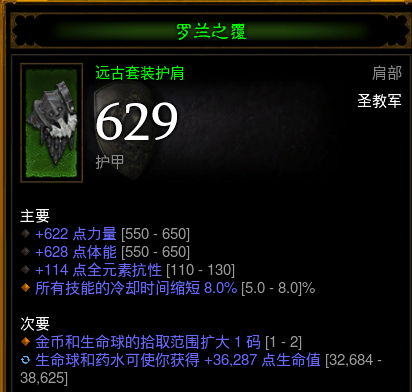 罗兰之覆
远古套装护肩 肩部
629 圣教军
护甲
主要
+622 点力量 [550 - 650]
+628 点体能 [550 - 650]
+114 点全元素抗性 [110 - 130]
所有技能的冷却时间缩短 8.0% [5.0 - 8.0]%
次要
金币和生命球的拾取范围扩大 1 码 [1 - 2]
生命球和药水可使你获得 +36,287 点生命值 [32,684 -
38,625]